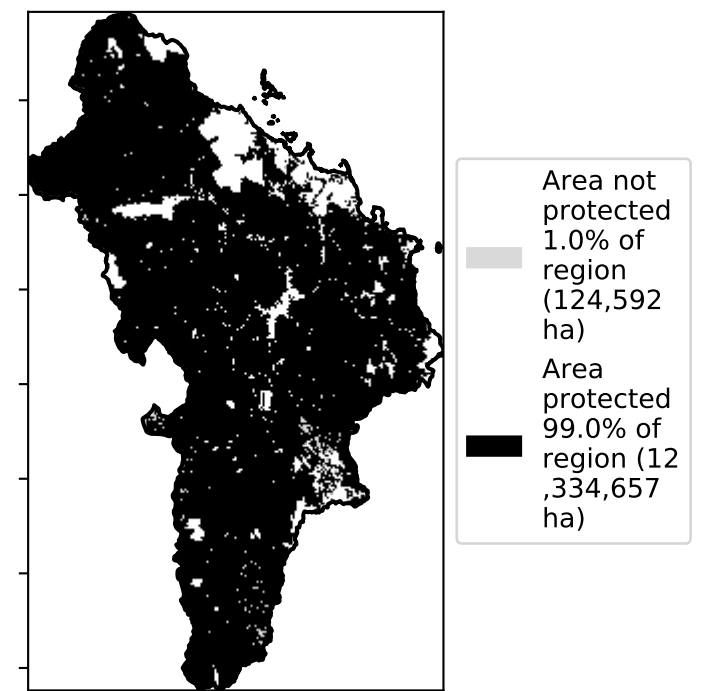 Area not
protected
1.0% of
region
(124,592
ha)
Area
protected
99.0% of
region (12
,334,657
ha)